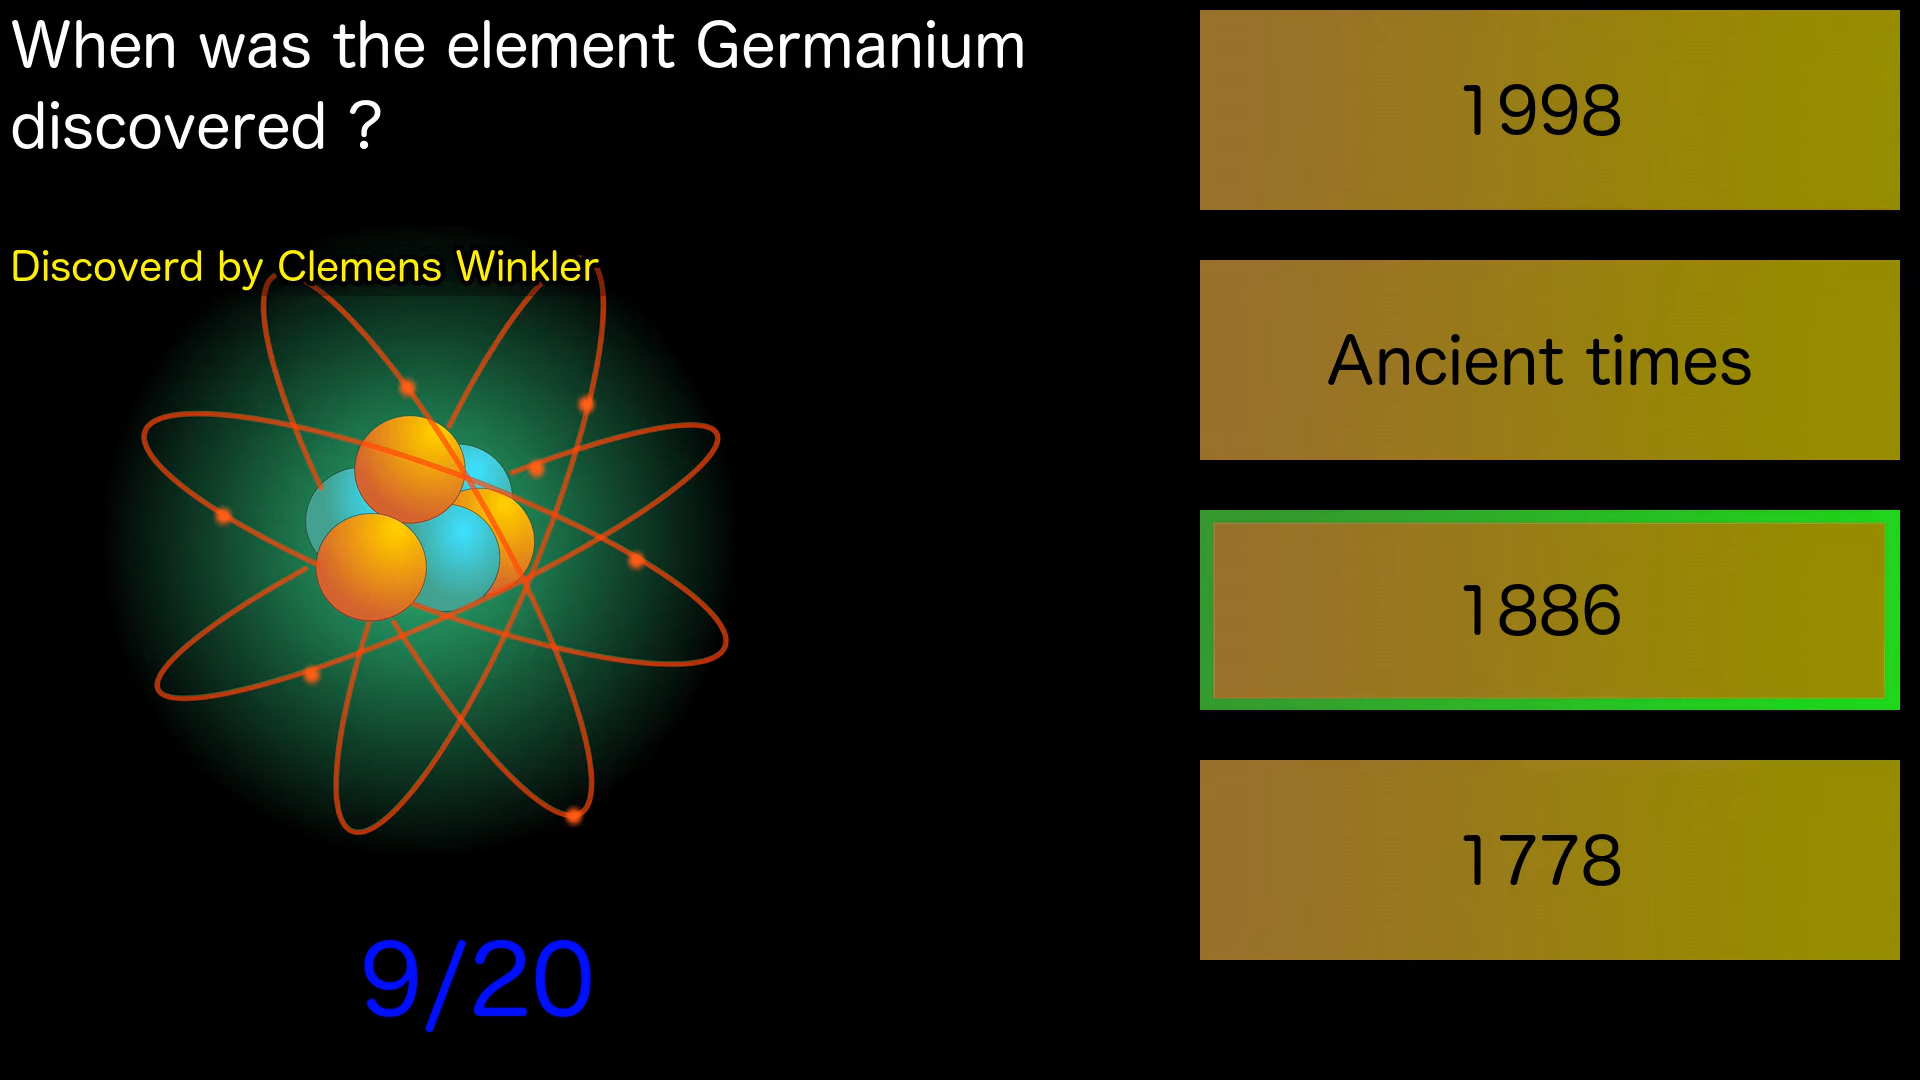 When was the element Germanium
discovered ?
Discoverd by Clemens Winkler
1998
Ancient times
1886
1778
9/20